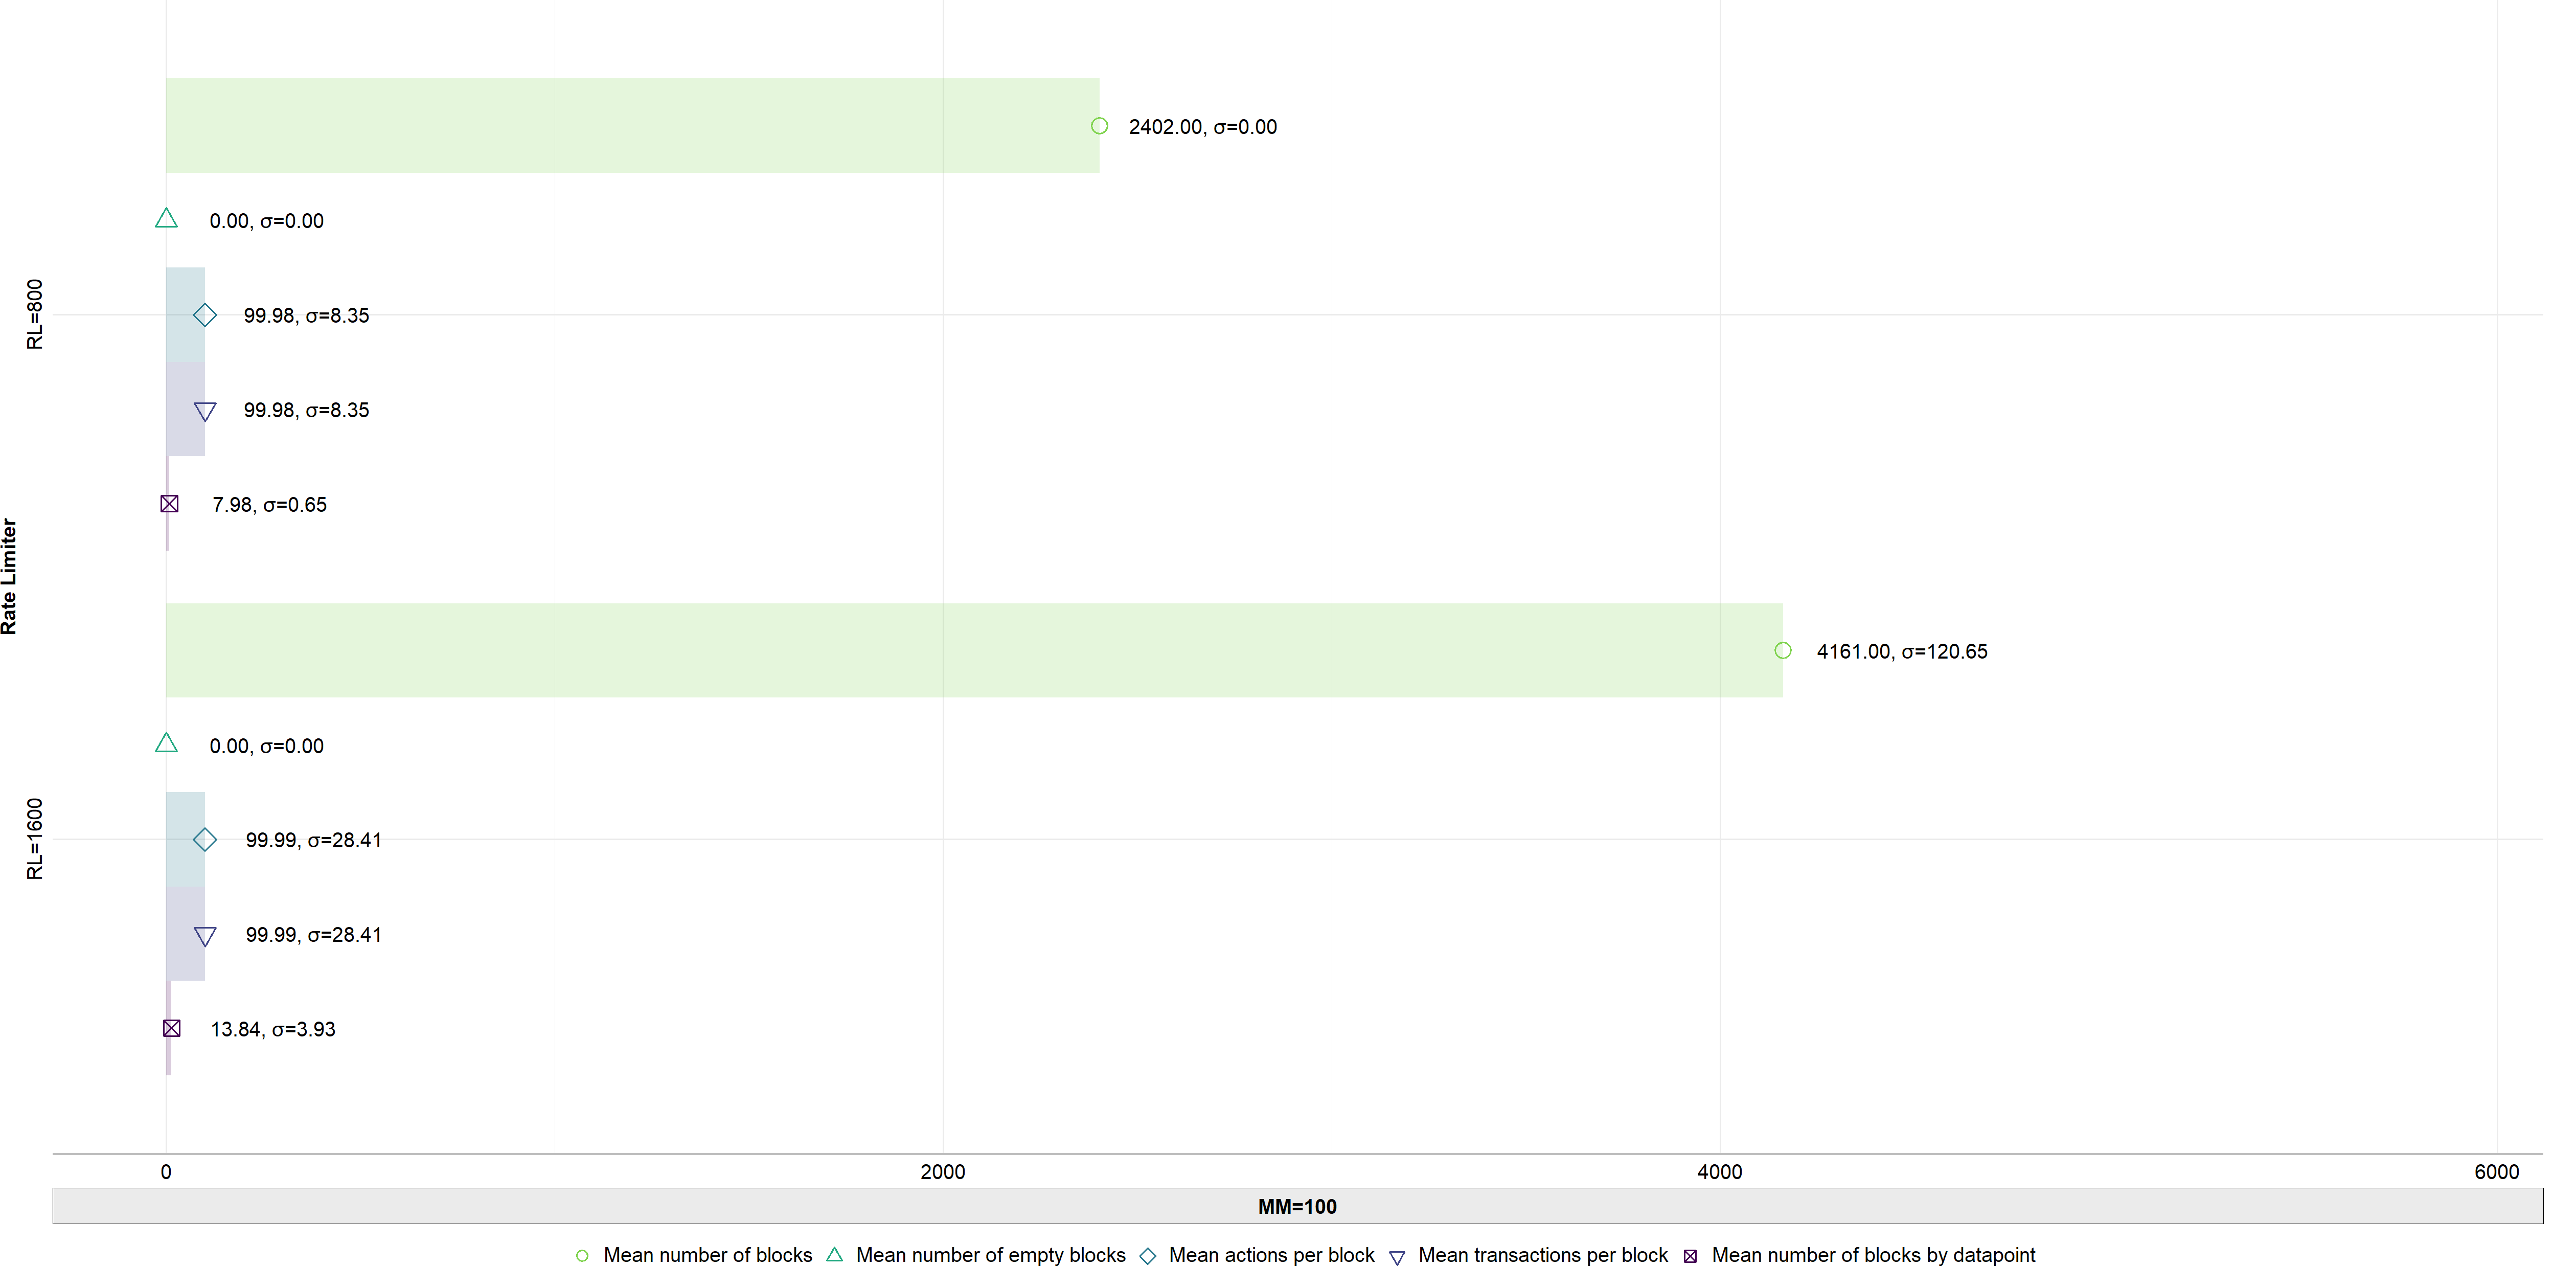 2402.00, σ=0.00
0.00, σ=0.00
RL=800
99.98, σ=8.35
99.98, σ=8.35
7.98, σ=0.65
Rate Limiter
4161.00, σ=120.65
0.00, σ=0.00
RL=1600
99.99, σ=28.41
99.99, σ=28.41
13.84, σ=3.93
0 2000 4000 6000
MM=100
Mean number of blocks Mean number of empty blocks Mean actions per block Mean transactions per block Mean number of blocks by datapoint